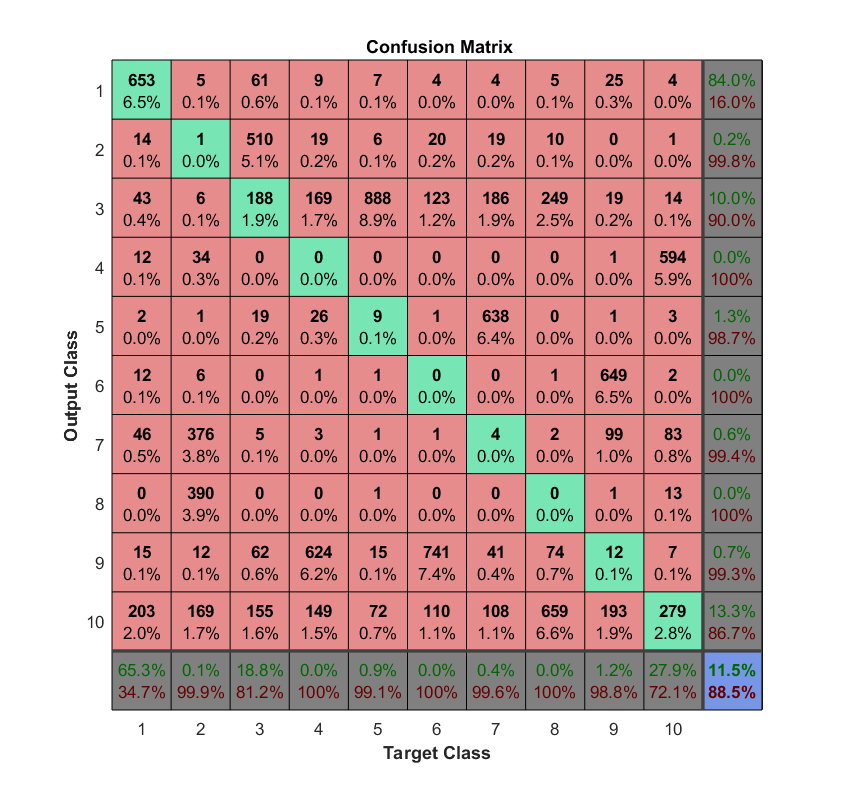 Confusion Matrix
653 5 61 9 7 4 4 5 25 4 84.0%
1
6.5% 0.1% 0.6% 0.1% 0.1% 0.0% 0.0% 0.1% 0.3% 0.0% 16.0%
14 1 510 19 6 20 19 10 0 1 0.2%
2
0.1% 0.0% 5.1% 0.2% 0.1% 0.2% 0.2% 0.1% 0.0% 0.0% 99.8%
43 6 188 169 888 123 186 249 19 14 10.0%
3
0.4% 0.1% 1.9% 1.7% 8.9% 1.2% 1.9% 2.5% 0.2% 0.1% 90.0%
12 34 0 0 0 0 0 0 1 594 0.0%
4
0.1% 0.3% 0.0% 0.0% 0.0% 0.0% 0.0% 0.0% 0.0% 5.9% 100%
2 1 19 26 9 1 638 0 1 3 1.3%
5
0.0% 0.0% 0.2% 0.3% 0.1% 0.0% 6.4% 0.0% 0.0% 0.0% 98.7%
12 6 0 1 1 0 0 1 649 2 0.0%
6
0.1% 0.1% 0.0% 0.0% 0.0% 0.0% 0.0% 0.0% 6.5% 0.0% 100%
46 376 5 3 1 1 4 2 99 83 0.6%
7
0.5% 3.8% 0.1% 0.0% 0.0% 0.0% 0.0% 0.0% 1.0% 0.8% 99.4%
0 390 0 0 1 0 0 0 1 13 0.0%
8
0.0% 3.9% 0.0% 0.0% 0.0% 0.0% 0.0% 0.0% 0.0% 0.1% 100%
15 12 62 624 15 741 41 74 12 7 0.7%
9
0.1% 0.1% 0.6% 6.2% 0.1% 7.4% 0.4% 0.7% 0.1% 0.1% 99.3%
203 169 155 149 72 110 108 659 193 279 13.3%
10
2.0% 1.7% 1.6% 1.5% 0.7% 1.1% 1.1% 6.6% 1.9% 2.8% 86.7%
65.3% 0.1% 18.8% 0.0% 0.9% 0.0% 0.4% 0.0% 1.2% 27.9% 11.5%
34.7% 99.9% 81.2% 100% 99.1% 100% 99.6% 100% 98.8% 72.1% 88.5%
1 2 3 4 5 6 7 8 9 10
Target Class
Output Class